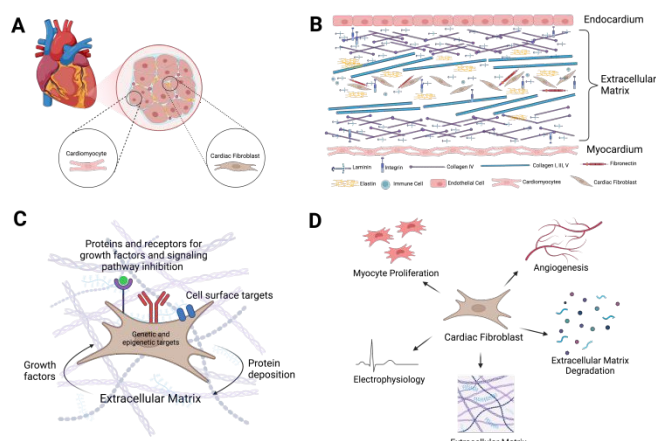 A
Cardiomyocyte
Cardiac Fibroblast
B
Endocardium
Extracellular
Matrix
Myocardium
Laminin
Integrin
Collagen IV
Collagen I, III, V
Fibronectin
Elastin
Immune Cell
Endothelial Cell
Cardiomyocytes
Cardiac Fibroblast
C
Proteins and receptors for
growth factors and signaling
pathway inhibition
Cell surface targets
Genetic and
epigenetic targets
Growth
factors
Protein
deposition
Extracellular Matrix
D
Myocyte Proliferation
Angiogenesis
Cardiac Fibroblast
Electrophysiology
Extracellular Matrix
Degradation
Extracellular Matrix